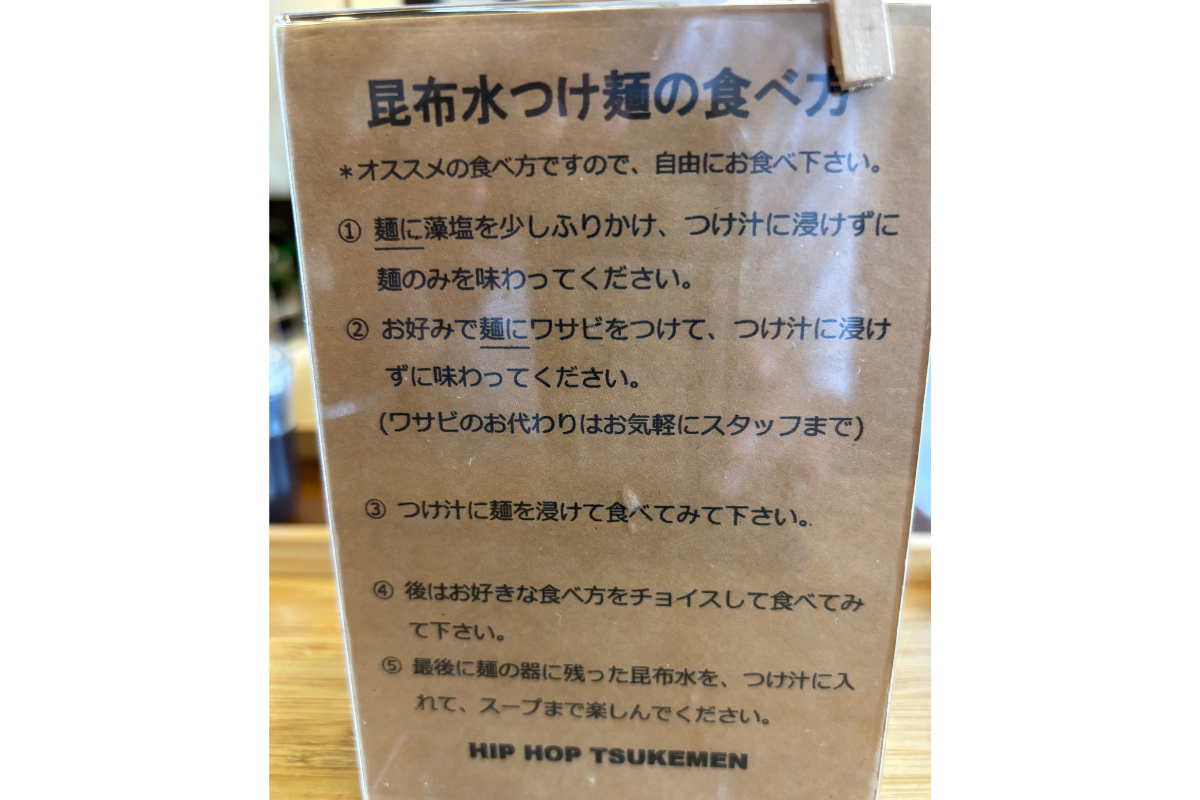 昆布水つけ麺の食べ方
*オススメの食べ方ですので、自由にお食べ下さい。
① 麺に藻塩を少しふりかけ、つけ汁に浸けずに
麺のみを味わってください。
② お好みで麺にワサビをつけて、つけ汁に浸け
ずに味わってください。
(ワサビのお代わりはお気軽にスタッフまで)
③ つけ汁に麺を浸けて食べてみて下さい。
④ 後はお好きな食べ方をチョイスして食べてみ
て下さい。
⑤ 最後に麺の器に残った昆布水を、つけ汁に入
れて、スープまで楽しんでください。
HIP HOP TSUKEMEN